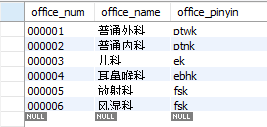 office_num office_name office_pinyin
000001 普通外科 ptwk
000002 普通内科 ptnk
000003 儿科 ek
000004 耳鼻喉科 ebhk
000005 放射科 fsk
000006 风湿科 fsk
NULL NULL NULL